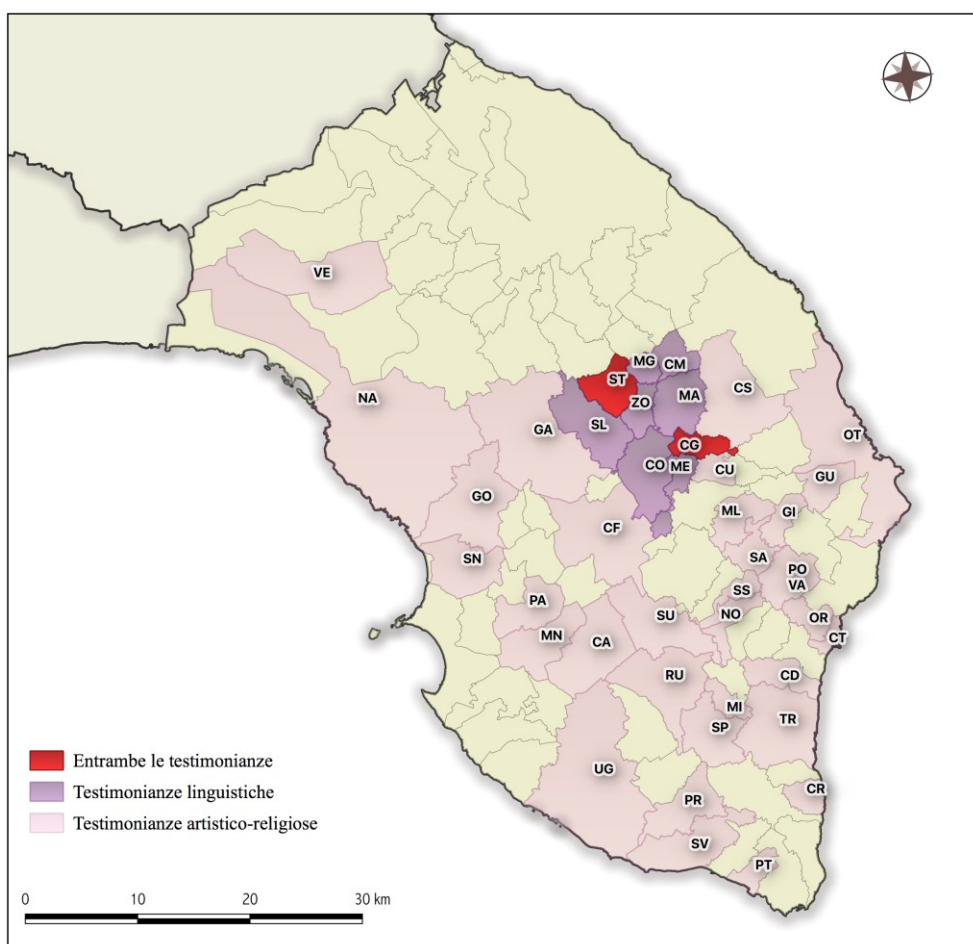 VE
MG
CM
ST
ZO
MA
CS
NA
GA
SL
OT
CG
CO
ME
CU
GU
GO
ML
GI
CF
SN
SA
PO
VA
SS
PA
SU
NO
OR
MN
CA
CT
RU
CD
MI
TR
SP
UG
CR
PR
SV
PT
Entrambe le testimonianze
Testimonianze linguistiche
Testimonianze artistico-religiose
0 10 20 30 km